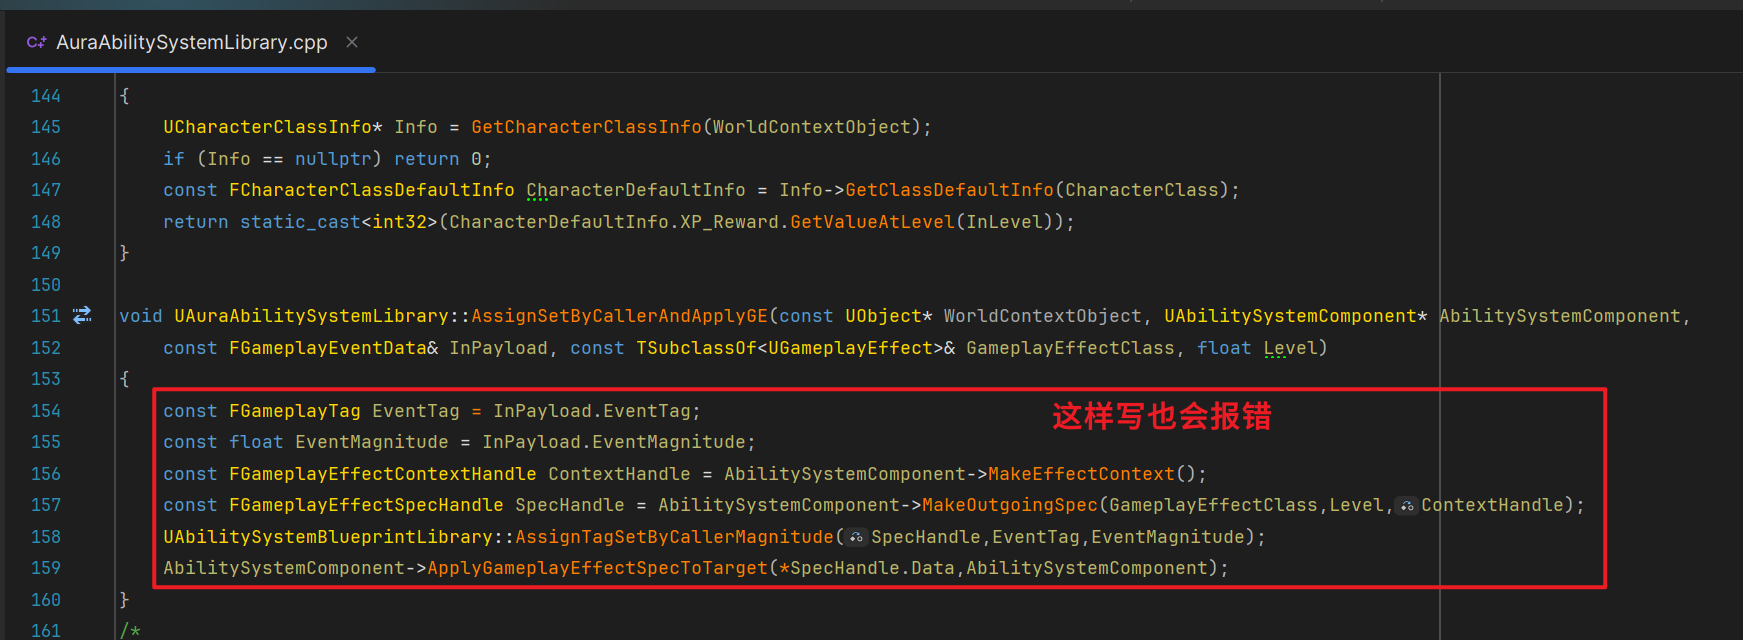 C++ AuraAbilitySystemLibrary.cpp ×
144 {
145 UCharacterClassInfo* Info = GetCharacterClassInfo(WorldContextObject);
146 if (Info == nullptr) return 0;
147 const FCharacterClassDefaultInfo CharacterDefaultInfo = Info->GetClassDefaultInfo(CharacterClass);
148 return static_cast<int32>(CharacterDefaultInfo.XP_Reward.GetValueAtLevel(InLevel));
149 }
150
151 void UAuraAbilitySystemLibrary::AssignSetByCallerAndApplyGE(const UObject* WorldContextObject, UAbilitySystemComponent* AbilitySystemComponent,
152 const FGameplayEventData& InPayload, const TSubclassOf<UGameplayEffect>& GameplayEffectClass, float Level)
153 {
154 const FGameplayTag EventTag = InPayload.EventTag; 这样写也会报错
155 const float EventMagnitude = InPayload.EventMagnitude;
156 const FGameplayEffectContextHandle ContextHandle = AbilitySystemComponent->MakeEffectContext();
157 const FGameplayEffectSpecHandle SpecHandle = AbilitySystemComponent->MakeOutgoingSpec(GameplayEffectClass,Level,ContextHandle);
158 UAbilitySystemBlueprintLibrary::AssignTagSetByCallerMagnitude(SpecHandle,EventTag,EventMagnitude);
159 AbilitySystemComponent->ApplyGameplayEffectSpecToTarget(*SpecHandle.Data,AbilitySystemComponent);
160 }
161 /*